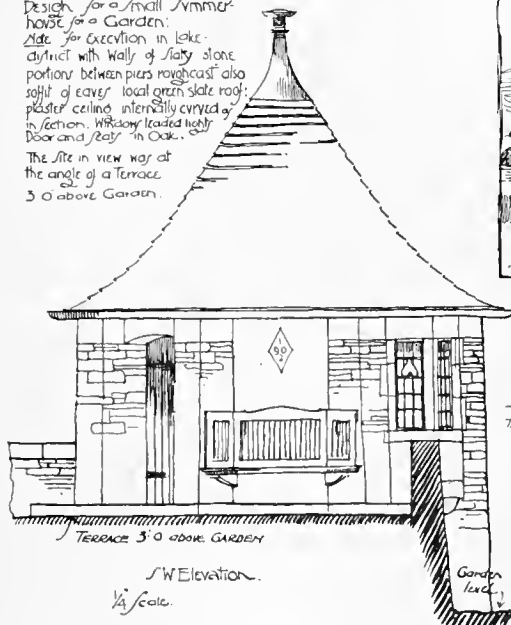 Design for a Small Summer-
house for a Garden:
Note for Execution in Lake-
district with Walls of Slaty stone
portions between piers roughcast also
soffit of eaves local green slate roof:
plaster ceiling internally curved
in section. Windows leaded lights
Door and seats in Oak.
The site in view was at
the angle of a Terrace
3'0 above Garden.
190
TERRACE 3'0 above GARDEN
SW Elevation.
1/4 Scale.
Garden
level